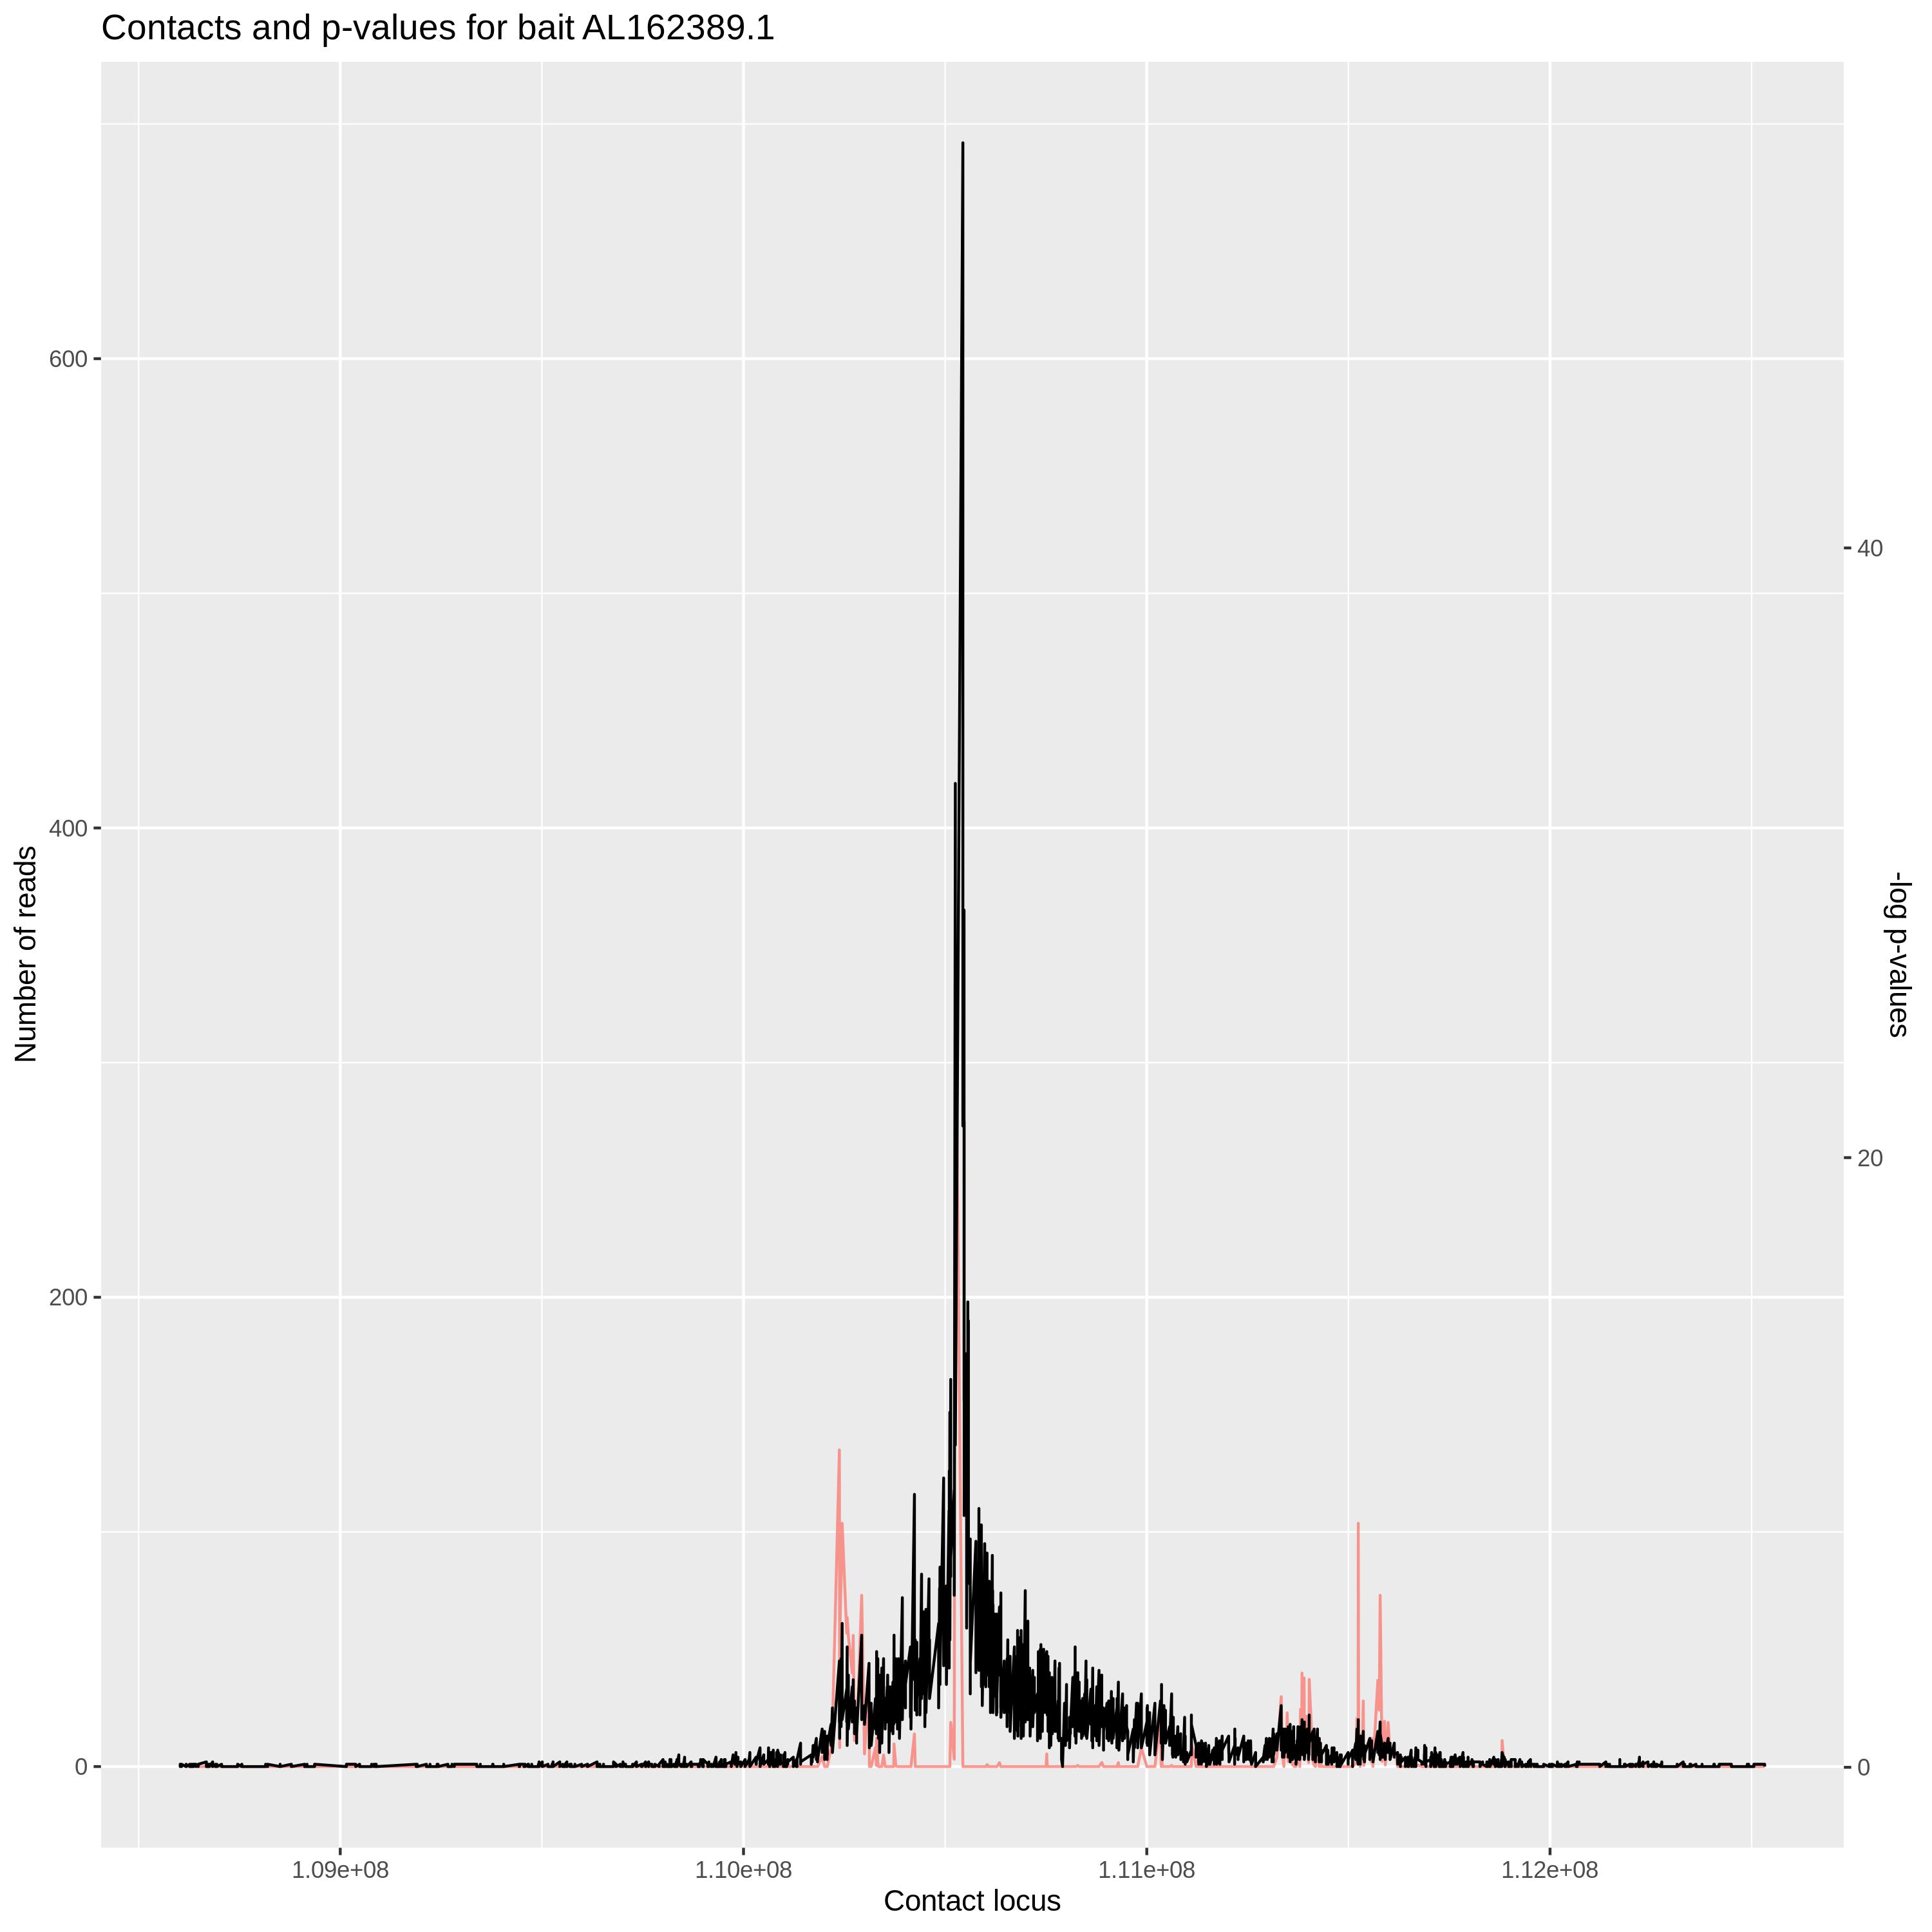 Contacts and p-values for bait AL162389.1
600
400
200
0
Number of reads
40
20
0
-log p-values
1.09e+08
1.10e+08
1.11e+08
1.12e+08
Contact locus